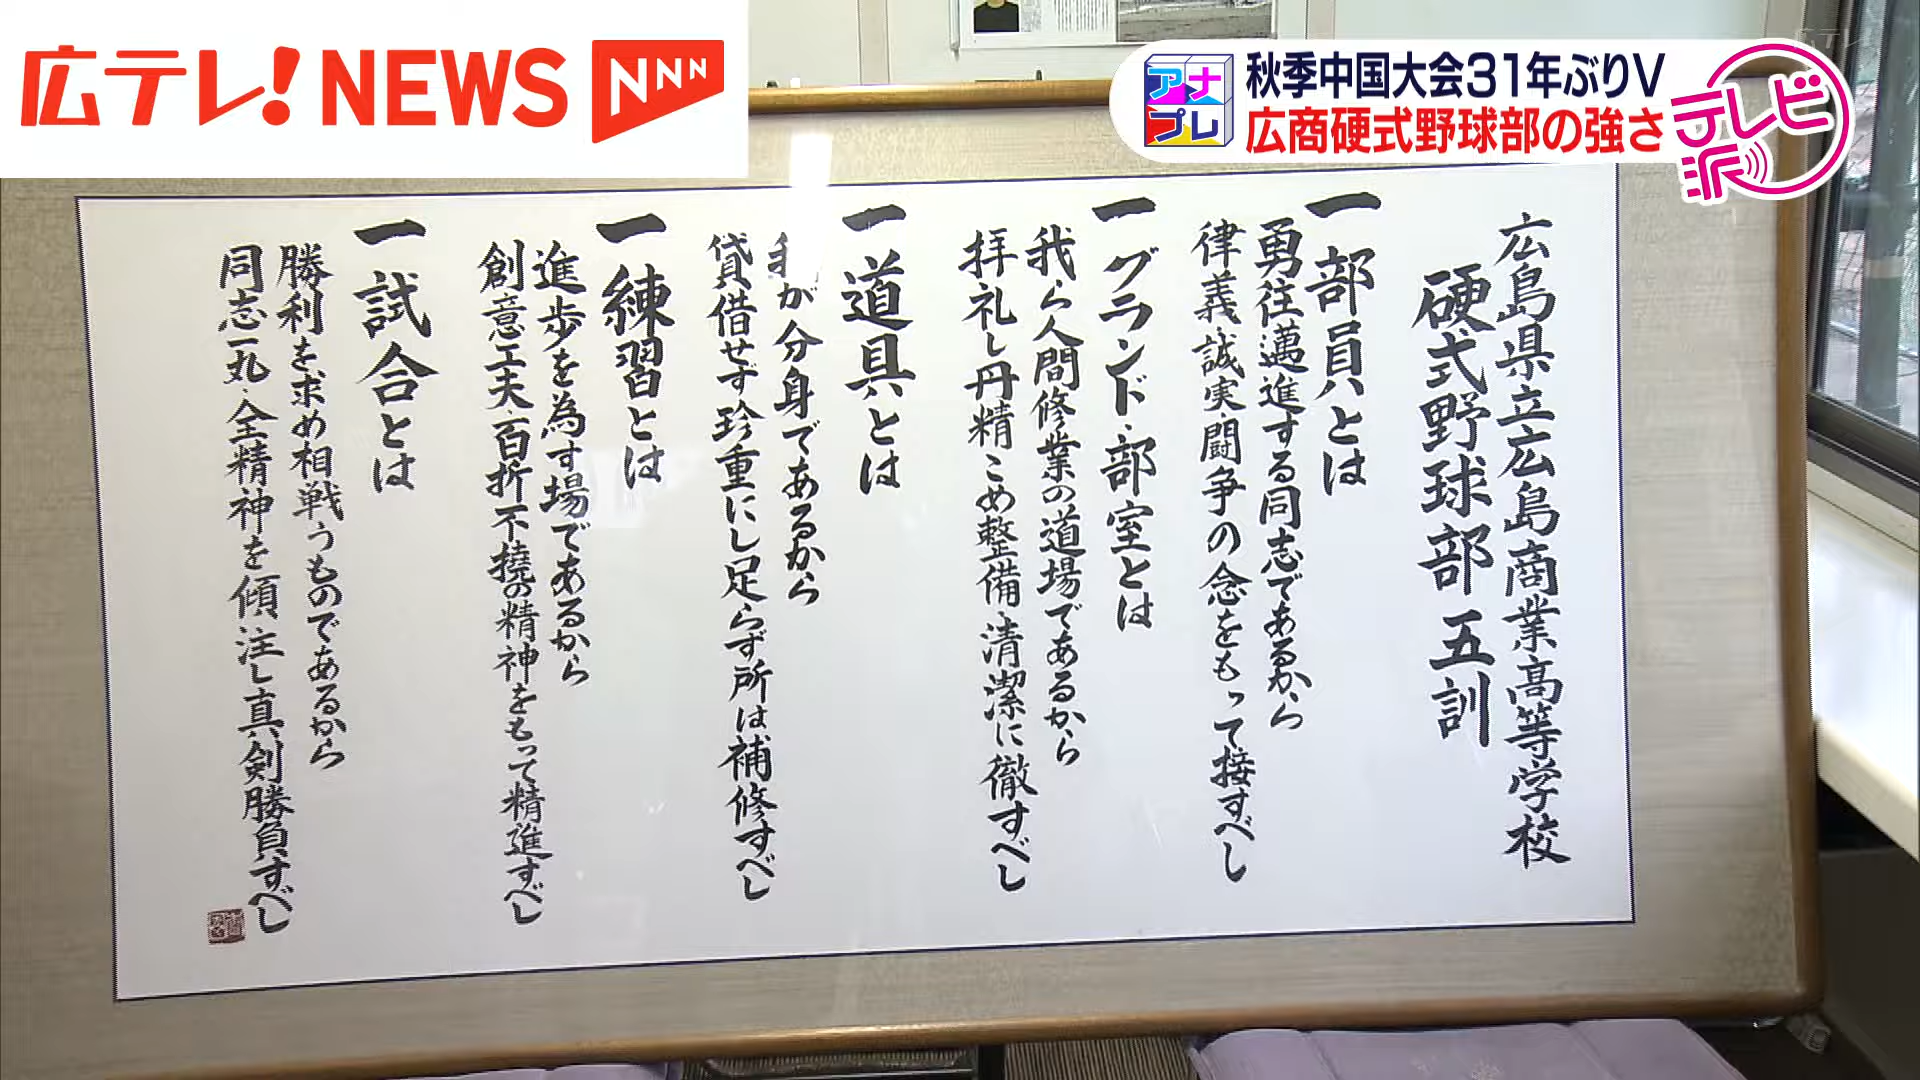 広テレ!NEWS NNN
アナプレ
秋季中国大会31年ぶりV
広商硬式野球部の強さ
テレビ派
広島県立広島商業高等学校
硬式野球部 五訓
一 部員とは
勇往邁進する同志であるから
律義・誠実・闘争の念をもって接すべし
一 グランド・部室とは
我ら人間修業の道場であるから
拝礼し丹精こめ整備・清潔に徹すべし
一 道具とは
が分身であるから
貸借せず珍重にし足らず所は補修すべし
一 練習とは
進歩を為す場であるから
創意工夫・百折不撓の精神をもって精進すべし
一 試合とは
勝利を求め相戦うものであるから
同志一丸・全精神を傾注し真剣勝負すべし